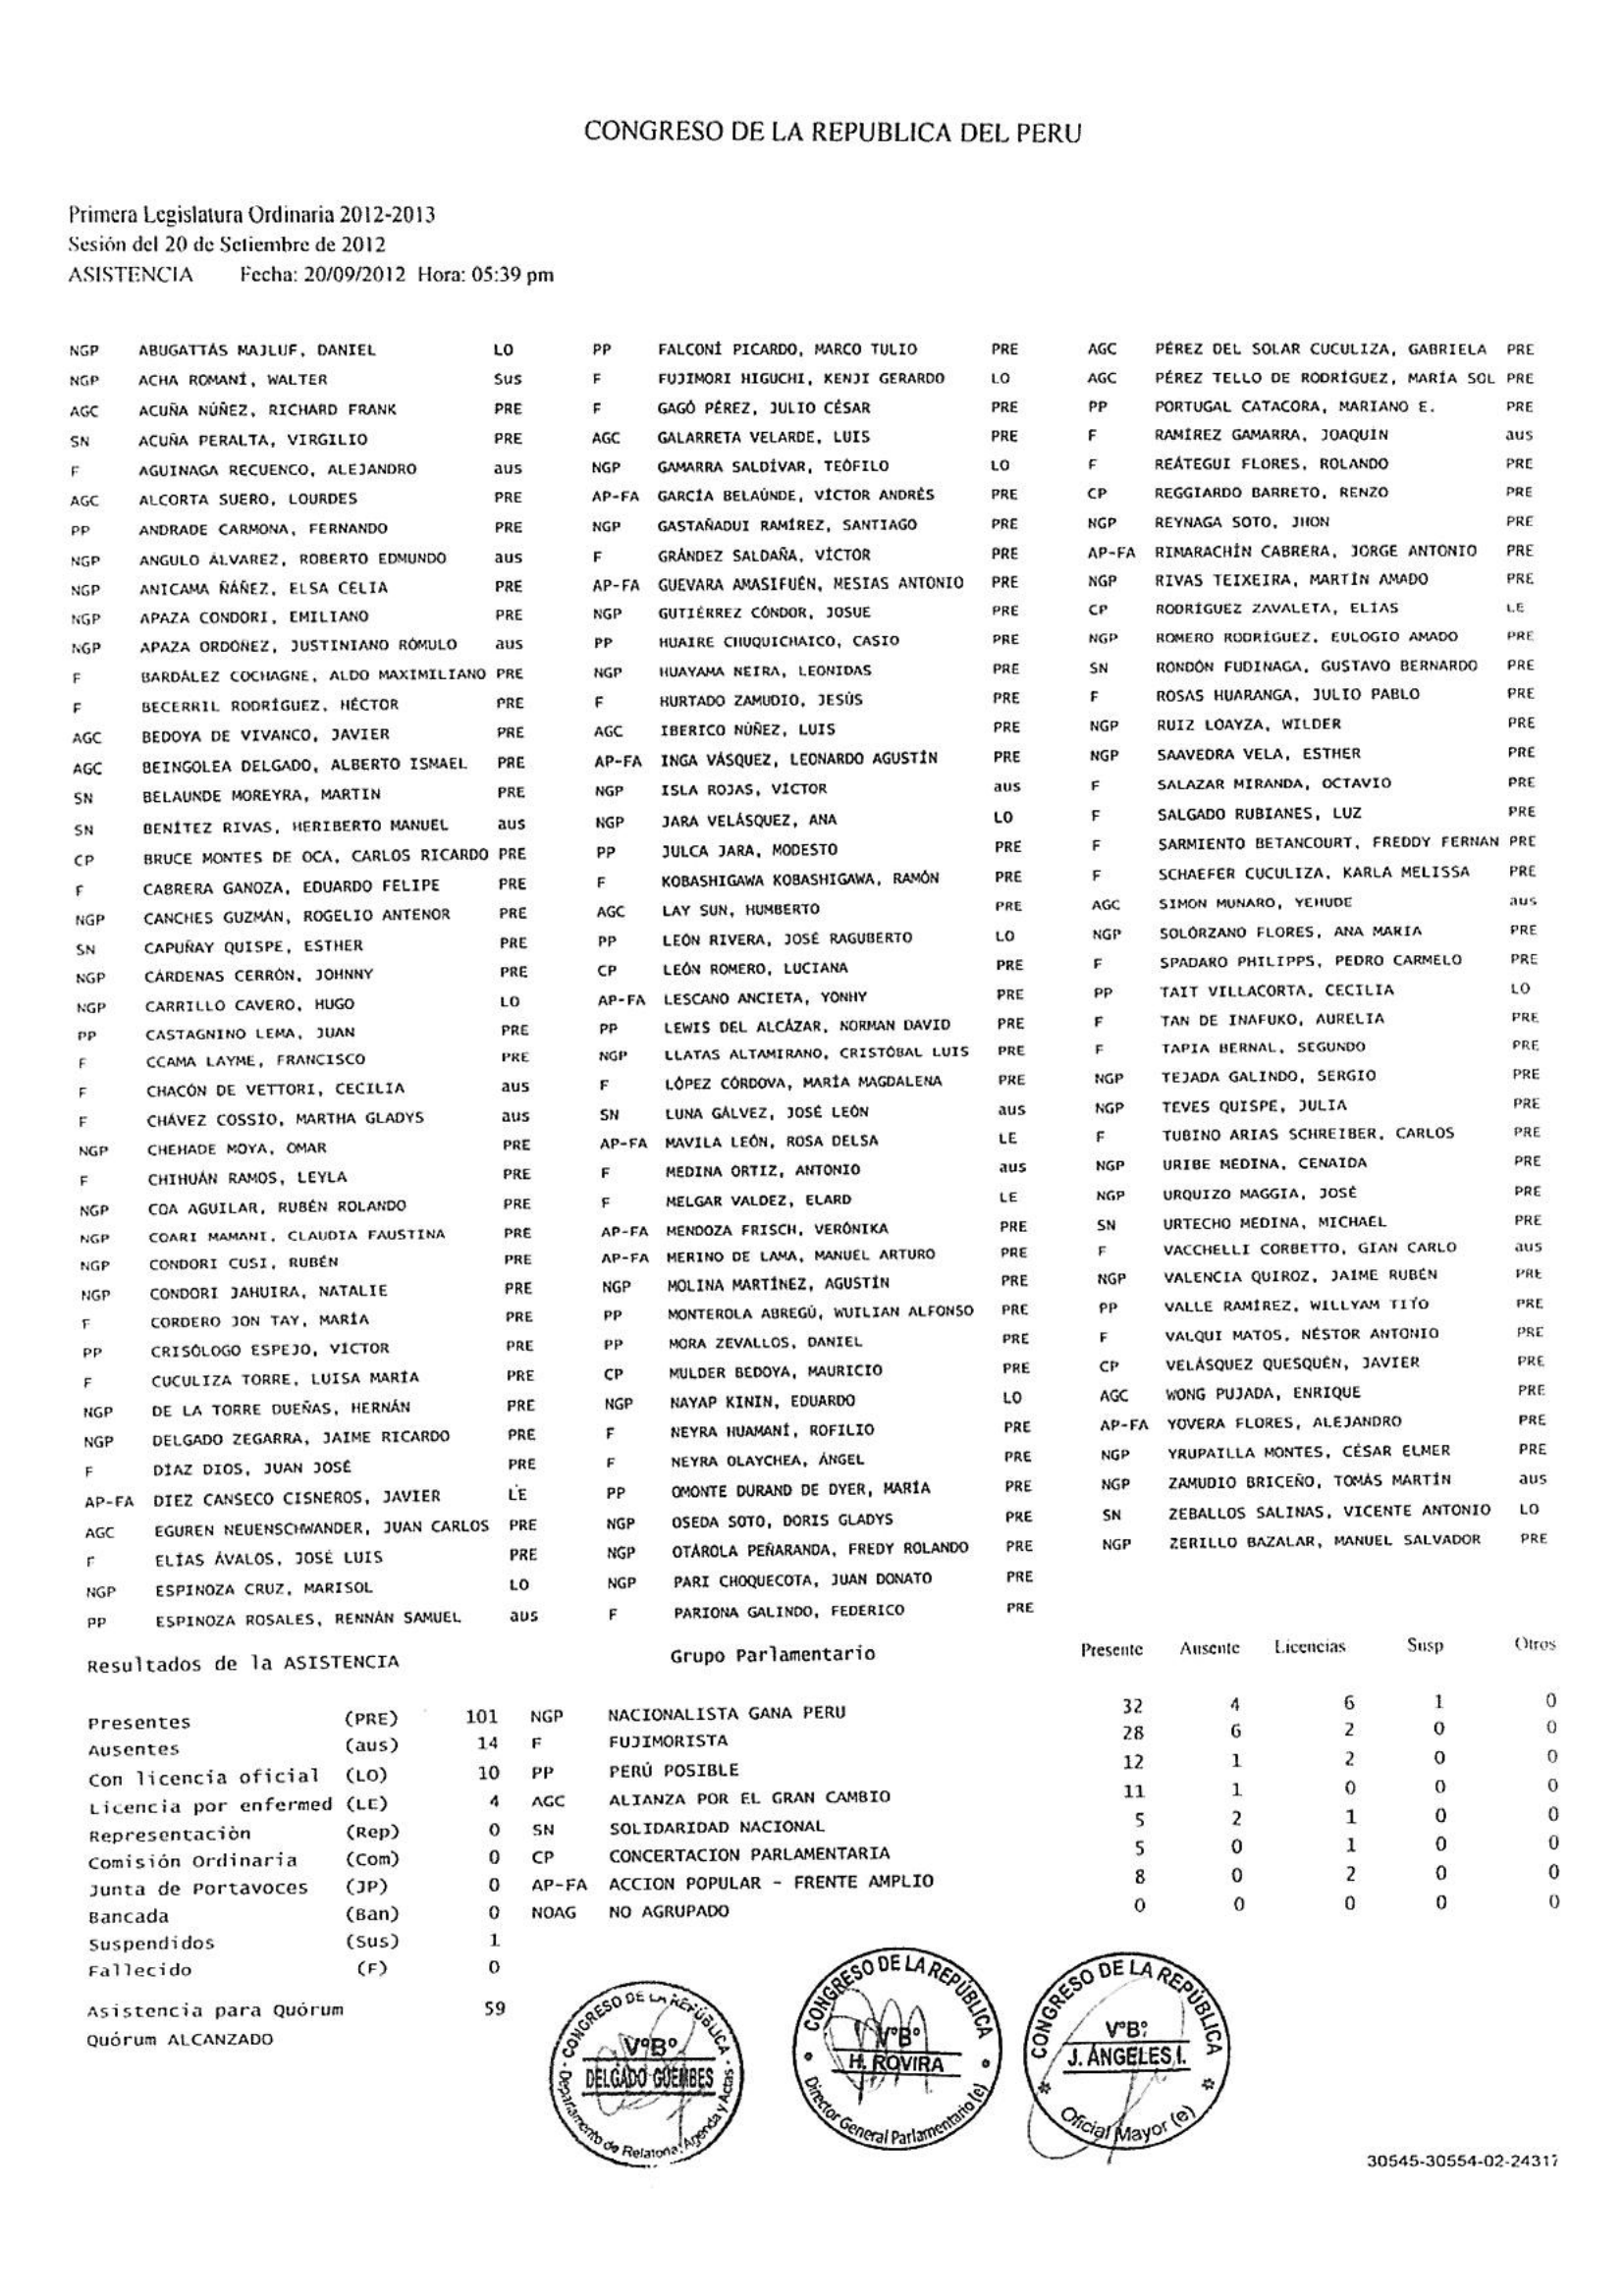 CONGRESO DE LA REPUBLICA DEL PERU
Primera Legislatura Ordinaria 2012-2013
Sesión del 20 de Setiembre de 2012
ASISTENCIA Fecha: 20/09/2012 Hora: 05:39 pm
NGP ABUGATTÁS MAJLUF, DANIEL LO
NGP ACHA ROMANÍ, WALTER Sus
AGC ACUÑA NÚÑEZ, RICHARD FRANK PRE
SN ACUÑA PERALTA, VIRGILIO PRE
F AGUINAGA RECUENCO, ALEJANDRO aus
AGC ALCORTA SUERO, LOURDES PRE
PP ANDRADE CARMONA, FERNANDO PRE
NGP ANGULO ÁLVAREZ, ROBERTO EDMUNDO aus
NGP ANICAMA ÑÁÑEZ, ELSA CELIA PRE
NGP APAZA CONDORI, EMILIANO PRE
NGP APAZA ORDÓÑEZ, JUSTINIANO RÓMULO aus
F BARDÁLEZ COCHAGNE, ALDO MAXIMILIANO PRE
F BECERRIL RODRÍGUEZ, HÉCTOR PRE
AGC BEDOYA DE VIVANCO, JAVIER PRE
AGC BEINGOLEA DELGADO, ALBERTO ISMAEL PRE
SN BELAUNDE MOREYRA, MARTIN PRE
SN BENÍTEZ RIVAS, HERIBERTO MANUEL aus
CP BRUCE MONTES DE OCA, CARLOS RICARDO PRE
F CABRERA GANOZA, EDUARDO FELIPE PRE
NGP CANCHES GUZMÁN, ROGELIO ANTENOR PRE
SN CAPUÑAY QUISPE, ESTHER PRE
NGP CÁRDENAS CERRÓN, JOHNNY PRE
NGP CARRILLO CAVERO, HUGO LO
PP CASTAGNINO LEMA, JUAN PRE
F CCAMA LAYME, FRANCISCO PRE
F CHACÓN DE VETTORI, CECILIA aus
F CHÁVEZ COSSÍO, MARTHA GLADYS aus
NGP CHEHADE MOYA, OMAR PRE
F CHIHUÁN RAMOS, LEYLA PRE
NGP COA AGUILAR, RUBÉN ROLANDO PRE
NGP COARI MAMANI, CLAUDIA FAUSTINA PRE
NGP CONDORI CUSI, RUBÉN PRE
NGP CONDORI JAHUIRA, NATALIE PRE
F CORDERO JON TAY, MARÍA PRE
PP CRISÓLOGO ESPEJO, VÍCTOR PRE
F CUCULIZA TORRE, LUISA MARÍA PRE
NGP DE LA TORRE DUEÑAS, HERNÁN PRE
NGP DELGADO ZEGARRA, JAIME RICARDO PRE
F DÍAZ DIOS, JUAN JOSÉ PRE
AP-FA DIEZ CANSECO CISNEROS, JAVIER LE
AGC EGUREN NEUENSCHWANDER, JUAN CARLOS PRE
F ELÍAS ÁVALOS, JOSÉ LUIS PRE
NGP ESPINOZA CRUZ, MARISOL LO
PP ESPINOZA ROSALES, RENNÁN SAMUEL aus
PP FALCONÍ PICARDO, MARCO TULIO PRE
F FUJIMORI HIGUCHI, KENJI GERARDO LO
F GAGÓ PÉREZ, JULIO CÉSAR PRE
AGC GALARRETA VELARDE, LUIS PRE
NGP GAMARRA SALDÍVAR, TEÓFILO LO
AP-FA GARCÍA BELAÚNDE, VÍCTOR ANDRÉS PRE
NGP GASTAÑADUI RAMÍREZ, SANTIAGO PRE
F GRÁNDEZ SALDAÑA, VÍCTOR PRE
AP-FA GUEVARA AMASIFUÉN, MESIAS ANTONIO PRE
NGP GUTIÉRREZ CÓNDOR, JOSUE PRE
PP HUAIRE CHUQUICHAICO, CASIO PRE
NGP HUAYAMA NEIRA, LEONIDAS PRE
F HURTADO ZAMUDIO, JESÚS PRE
AGC IBERICO NÚÑEZ, LUIS PRE
AP-FA INGA VÁSQUEZ, LEONARDO AGUSTÍN PRE
NGP ISLA ROJAS, VÍCTOR aus
NGP JARA VELÁSQUEZ, ANA LO
PP JULCA JARA, MODESTO PRE
F KOBASHIGAWA KOBASHIGAWA, RAMÓN PRE
AGC LAY SUN, HUMBERTO PRE
PP LEÓN RIVERA, JOSÉ RAGUBERTO LO
CP LEÓN ROMERO, LUCIANA PRE
AP-FA LESCANO ANCIETA, YONHY PRE
PP LEWIS DEL ALCÁZAR, NORMAN DAVID PRE
NGP LLATAS ALTAMIRANO, CRISTÓBAL LUIS PRE
F LÓPEZ CÓRDOVA, MARÍA MAGDALENA PRE
SN LUNA GÁLVEZ, JOSÉ LEÓN aus
AP-FA MAVILA LEÓN, ROSA DELSA LE
F MEDINA ORTIZ, ANTONIO aus
F MELGAR VALDEZ, ELARD LE
AP-FA MENDOZA FRISCH, VERÓNIKA PRE
AP-FA MERINO DE LAMA, MANUEL ARTURO PRE
NGP MOLINA MARTÍNEZ, AGUSTÍN PRE
PP MONTEROLA ABREGÚ, WUILIAN ALFONSO PRE
PP MORA ZEVALLOS, DANIEL PRE
CP MULDER BEDOYA, MAURICIO PRE
NGP NAYAP KININ, EDUARDO LO
F NEYRA HUAMANÍ, ROFILIO PRE
F NEYRA OLAYCHEA, ÁNGEL PRE
PP OMONTE DURAND DE DYER, MARÍA PRE
NGP OSEDA SOTO, DORIS GLADYS PRE
NGP OTÁROLA PEÑARANDA, FREDY ROLANDO PRE
NGP PARI CHOQUECOTA, JUAN DONATO PRE
F PARIONA GALINDO, FEDERICO PRE
AGC PÉREZ DEL SOLAR CUCULIZA, GABRIELA PRE
AGC PÉREZ TELLO DE RODRÍGUEZ, MARÍA SOL PRE
PP PORTUGAL CATACORA, MARIANO E. PRE
F RAMÍREZ GAMARRA, JOAQUIN aus
F REÁTEGUI FLORES, ROLANDO PRE
CP REGGIARDO BARRETO, RENZO PRE
NGP REYNAGA SOTO, JHON PRE
AP-FA RIMARACHÍN CABRERA, JORGE ANTONIO PRE
NGP RIVAS TEIXEIRA, MARTÍN AMADO PRE
CP RODRÍGUEZ ZAVALETA, ELÍAS LE
NGP ROMERO RODRÍGUEZ, EULOGIO AMADO PRE
SN RONDÓN FUDINAGA, GUSTAVO BERNARDO PRE
F ROSAS HUARANGA, JULIO PABLO PRE
NGP RUIZ LOAYZA, WILDER PRE
NGP SAAVEDRA VELA, ESTHER PRE
F SALAZAR MIRANDA, OCTAVIO PRE
F SALGADO RUBIANES, LUZ PRE
F SARMIENTO BETANCOURT, FREDDY FERNAN PRE
F SCHAEFER CUCULIZA, KARLA MELISSA PRE
AGC SIMON MUNARO, YEHUDE aus
NGP SOLÓRZANO FLORES, ANA MARÍA PRE
F SPADARO PHILIPPS, PEDRO CARMELO PRE
PP TAIT VILLACORTA, CECILIA LO
F TAN DE INAFUKO, AURELIA PRE
F TAPIA BERNAL, SEGUNDO PRE
NGP TEJADA GALINDO, SERGIO PRE
NGP TEVES QUISPE, JULIA PRE
F TUBINO ARIAS SCHREIBER, CARLOS PRE
NGP URIBE MEDINA, CENAIDA PRE
NGP URQUIZO MAGGIA, JOSÉ PRE
SN URTECHO MEDINA, MICHAEL PRE
F VACCHELLI CORBETTO, GIAN CARLO aus
NGP VALENCIA QUIROZ, JAIME RUBÉN PRE
PP VALLE RAMÍREZ, WILLYAM TITO PRE
F VALQUI MATOS, NÉSTOR ANTONIO PRE
CP VELÁSQUEZ QUESQUÉN, JAVIER PRE
AGC WONG PUJADA, ENRIQUE PRE
AP-FA YOVERA FLORES, ALEJANDRO PRE
NGP YRUPAILLA MONTES, CÉSAR ELMER PRE
NGP ZAMUDIO BRICEÑO, TOMÁS MARTÍN aus
SN ZEBALLOS SALINAS, VICENTE ANTONIO LO
NGP ZERILLO BAZALAR, MANUEL SALVADOR PRE
Resultados de la ASISTENCIA
Presentes (PRE) 101
Ausentes (aus) 14
Con licencia oficial (LO) 10
Licencia por enfermed (LE) 4
Representación (Rep) 0
Comisión Ordinaria (Com) 0
Junta de Portavoces (JP) 0
Bancada (Ban) 0
Suspendidos (Sus) 1
Fallecido (F) 0
Asistencia para Quórum 59
Quórum ALCANZADO
Grupo Parlamentario Presente Ausente Licencias Susp Otros
NGP NACIONALISTA GANA PERU 32 4 6 1 0
F FUJIMORISTA 28 6 2 0 0
PP PERÚ POSIBLE 12 1 2 0 0
AGC ALIANZA POR EL GRAN CAMBIO 11 1 0 0 0
SN SOLIDARIDAD NACIONAL 5 2 1 0 0
CP CONCERTACION PARLAMENTARIA 5 0 1 0 0
AP-FA ACCION POPULAR - FRENTE AMPLIO 8 0 2 0 0
NOAG NO AGRUPADO 0 0 0 0 0
CONGRESO DE LA REPÚBLICA
VºBº
DELGADO GÜEMBES
Departamento de Relatoria, Agenda y Actas
CONGRESO DE LA REPÚBLICA
VºBº
H. ROVIRA
Director General Parlamentario (e)
CONGRESO DE LA REPÚBLICA
VºBº
J. ÁNGELES I.
Oficial Mayor (e)
30545-30554-02-24317